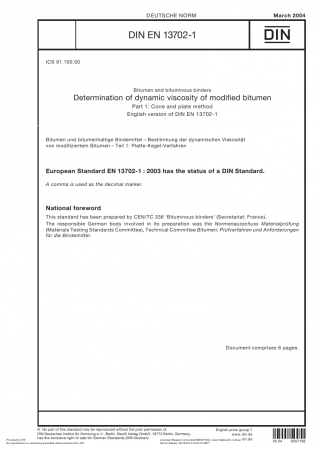 DEUTSCHE NORM
March 2004
DIN EN 13702-1
DIN
ICS 91.100.50
Bitumen and bituminous binders
Determination of dynamic viscosity of modified bitumen
Part 1: Cone and plate method
English version of DIN EN 13702-1
Bitumen und bitumenhaltige Bindemittel – Bestimmung der dynamischen Viskosität
von modifiziertem Bitumen – Teil 1: Platte-Kegel-Verfahren
European Standard EN 13702-1 : 2003 has the status of a DIN Standard.
A comma is used as the decimal marker.
National foreword
This standard has been prepared by CEN/TC 336 ‘Bituminous binders’ (Secretariat: France).
The responsible German body involved in its preparation was the Normenausschuss Materialprüfung
(Materials Testing Standards Committee), Technical Committee Bitumen; Prüfverfahren und Anforderungen
für die Bindemittel.
Document comprises 6 pages.
© No part of this standard may be reproduced without the prior permission of
DIN Deutsches Institut für Normung e.V., Berlin. Beuth Verlag GmbH, 10772 Berlin, Germany,
has the exclusive right of sale for German Standards (DIN-Normen).
English price group 7
www.din.de